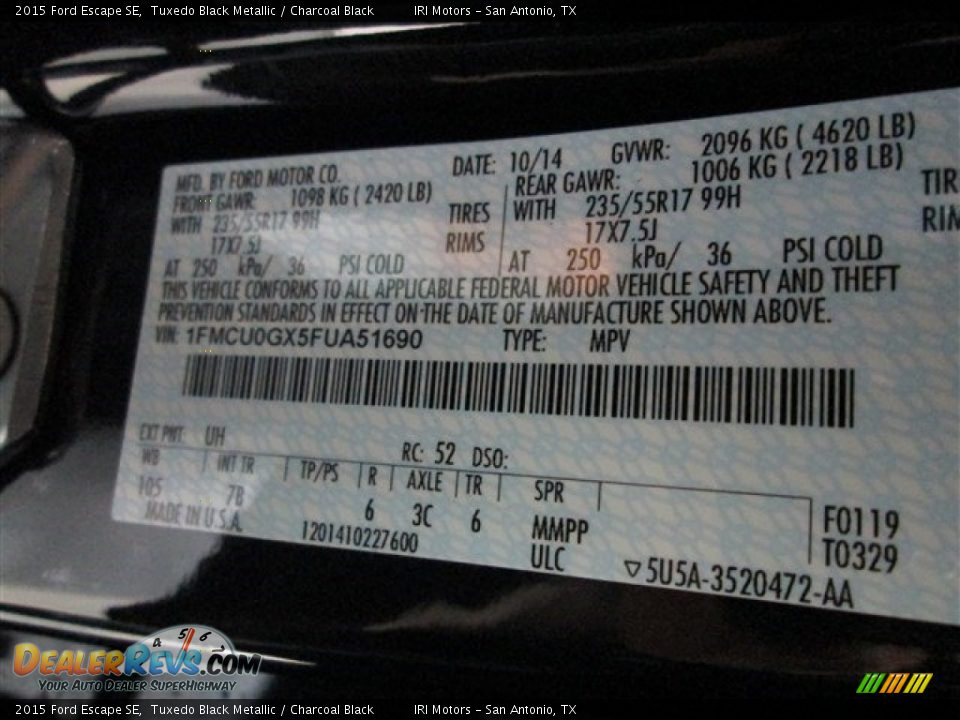 2015 Ford Escape SE, Tuxedo Black Metallic / Charcoal Black IRI Motors – San Antonio, TX
MFD. BY FORD MOTOR CO. DATE: 10/14 GVWR: 2096 KG ( 4620 LB)
FRONT GAWR: 1098 KG ( 2420 LB) REAR GAWR: 1006 KG ( 2218 LB)
WITH 235/55R17 99H TIRES WITH 235/55R17 99H TIR
17X7.5J RIMS 17X7.5J RIM
AT 250 kPa/ 36 PSI COLD AT 250 kPa/ 36 PSI COLD
THIS VEHICLE CONFORMS TO ALL APPLICABLE FEDERAL MOTOR VEHICLE SAFETY AND THEFT
PREVENTION STANDARDS IN EFFECT ON THE DATE OF MANUFACTURE SHOWN ABOVE.
VIN: 1FMCU0GX5FUA51690 TYPE: MPV
EXT PNT: UH RC: 52 DSO:
WB INT TR TP/PS R AXLE TR SPR
105 7B 6 3C 6 MMPP F0119
MADE IN U.S.A. 1201410227600 ULC T0329
▽5U5A-3520472-AA
4 5 6
DealerRevs.com
Your Auto Dealer SuperHighway
2015 Ford Escape SE, Tuxedo Black Metallic / Charcoal Black IRI Motors – San Antonio, TX